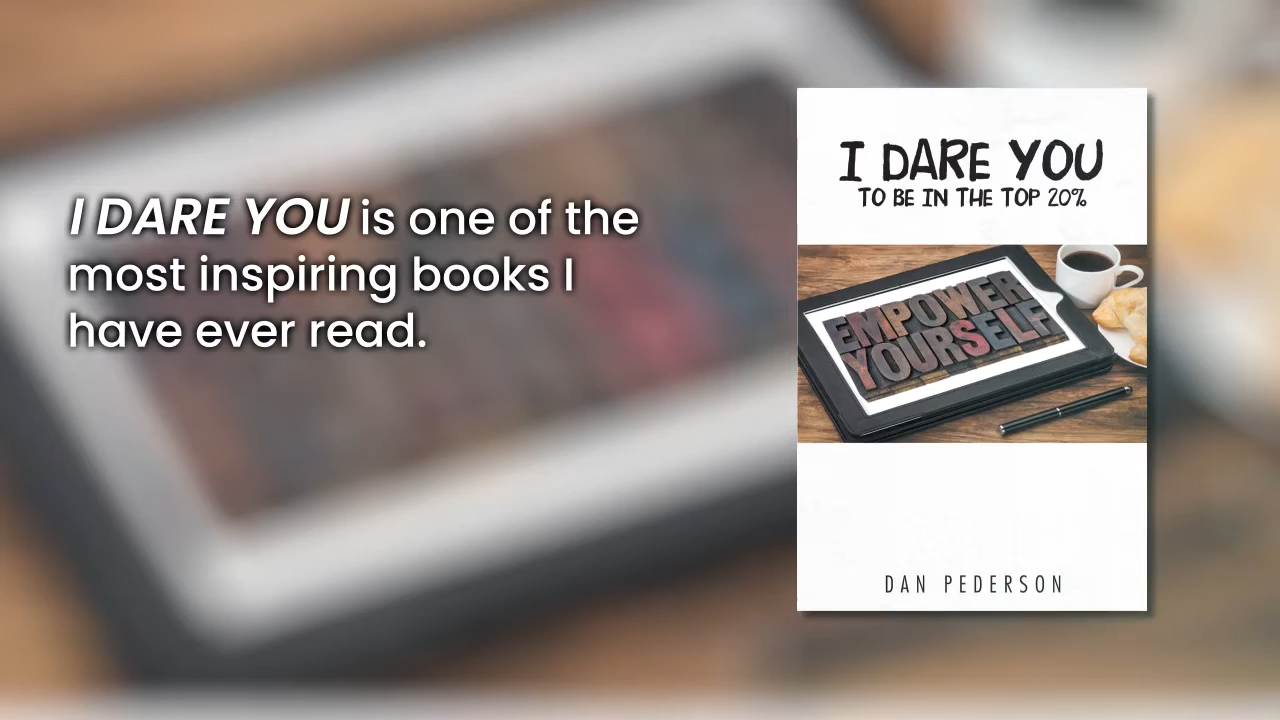 I DARE YOU is one of the
most inspiring books I
have ever read.
I DARE YOU
TO BE IN THE TOP 20%
EMPOWER
YOURSELF
DAN PEDERSON